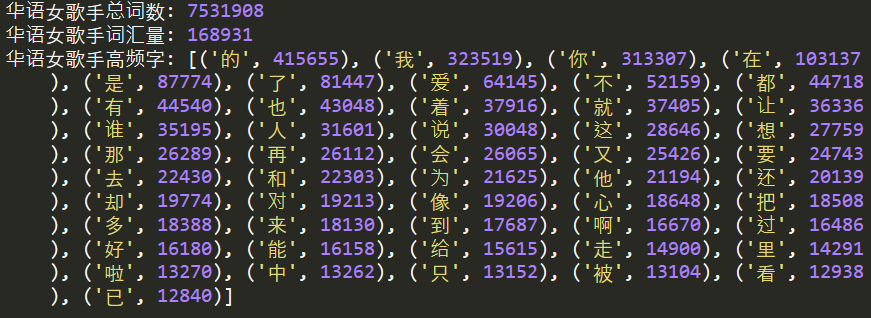 华语女歌手总词数: 7531908
华语女歌手词汇量: 168931
华语女歌手高频字: [('的', 415655), ('我', 323519), ('你', 313307), ('在', 103137
), ('是', 87774), ('了', 81447), ('爱', 64145), ('不', 52159), ('都', 44718
), ('有', 44540), ('也', 43048), ('着', 37916), ('就', 37405), ('让', 36336
), ('谁', 35195), ('人', 31601), ('说', 30048), ('这', 28646), ('想', 27759
), ('那', 26289), ('再', 26112), ('会', 26065), ('又', 25426), ('要', 24743
), ('去', 22430), ('和', 22303), ('为', 21625), ('他', 21194), ('还', 20139
), ('却', 19774), ('对', 19213), ('像', 19206), ('心', 18648), ('把', 18508
), ('多', 18388), ('来', 18130), ('到', 17687), ('啊', 16670), ('过', 16486
), ('好', 16180), ('能', 16158), ('给', 15615), ('走', 14900), ('里', 14291
), ('啦', 13270), ('中', 13262), ('只', 13152), ('被', 13104), ('看', 12938
), ('已', 12840)]